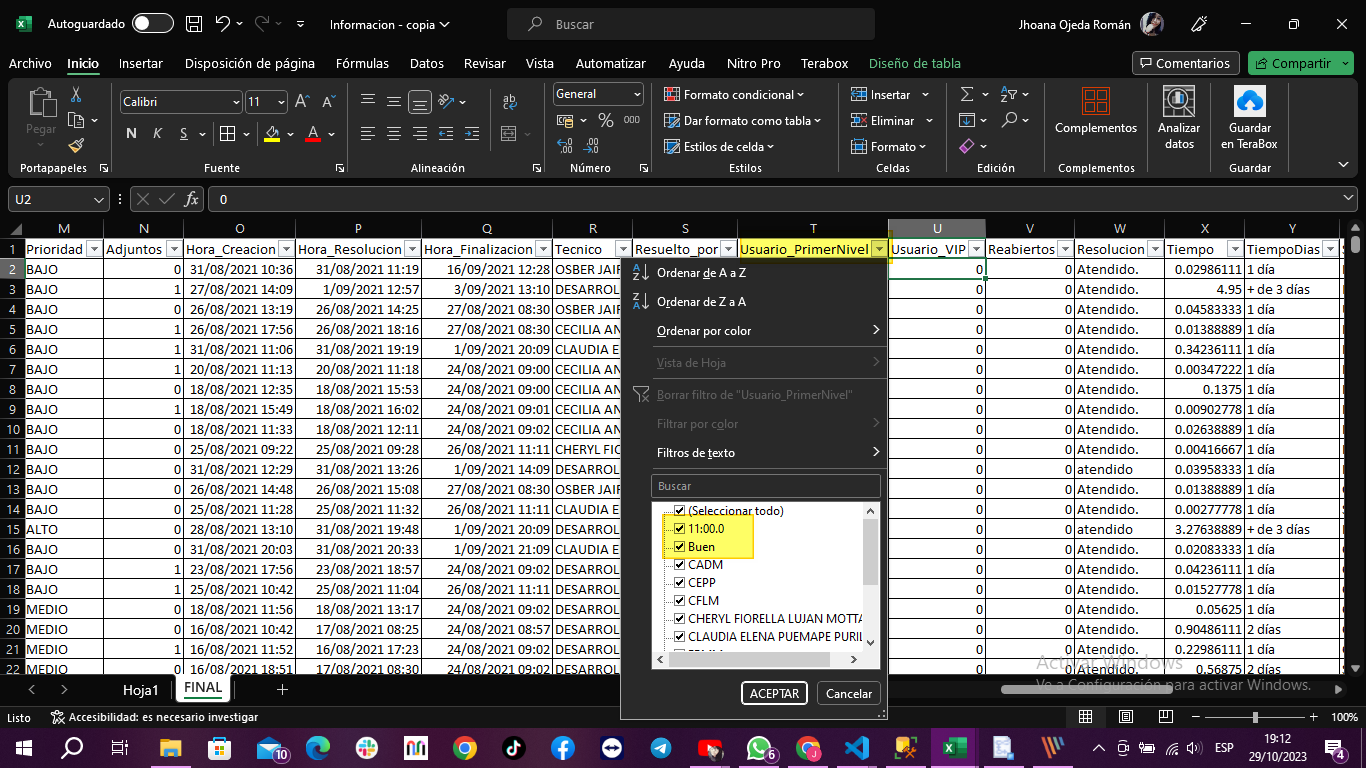 Autoguardado Informacion - copia Buscar Jhoana Ojeda Román
Archivo Inicio Insertar Disposición de página Fórmulas Datos Revisar Vista Automatizar Ayuda Nitro Pro Terabox Diseño de tabla Comentarios Compartir
Pegar
Calibri 11
N K S
General
% 000
Formato condicional
Dar formato como tabla
Estilos de celda
Insertar
Eliminar
Formato
Complementos
Analizar
datos
Guardar
en TeraBox
Portapapeles Fuente Alineación Número Estilos Celdas Edición Complementos Guardar
U2 fx 0
M N O P Q R S T U V W X Y
1 Prioridad Adjuntos Hora_Creacion Hora_Resolucion Hora_Finalizacion Tecnico Resuelto_por Usuario_PrimerNivel Usuario_VIP Reabiertos Resolucion Tiempo TiempoDias
2 BAJO 0 31/08/2021 10:36 31/08/2021 11:19 16/09/2021 12:28 OSBER JAIR 0 0 Atendido. 0.02986111 1 día
3 BAJO 1 27/08/2021 14:09 1/09/2021 12:57 3/09/2021 13:10 DESARROL 0 0 Atendido. 4.95 + de 3 días
4 BAJO 0 26/08/2021 13:19 26/08/2021 14:25 27/08/2021 08:30 OSBER JAIR 0 0 Atendido. 0.04583333 1 día
5 BAJO 1 26/08/2021 17:56 26/08/2021 18:16 27/08/2021 08:30 CECILIA AN 0 0 Atendido. 0.01388889 1 día
6 BAJO 1 31/08/2021 11:06 31/08/2021 19:19 1/09/2021 20:09 CLAUDIA E 0 0 Atendido. 0.34236111 1 día
7 BAJO 1 20/08/2021 11:13 20/08/2021 11:18 24/08/2021 09:00 CECILIA AN 0 0 Atendido. 0.00347222 1 día
8 BAJO 0 18/08/2021 12:35 18/08/2021 15:53 24/08/2021 09:00 CECILIA AN 0 0 Atendido. 0.1375 1 día
9 BAJO 1 18/08/2021 15:49 18/08/2021 16:02 24/08/2021 09:01 CECILIA AN 0 0 Atendido. 0.00902778 1 día
10 BAJO 0 18/08/2021 11:33 18/08/2021 12:11 24/08/2021 09:02 CECILIA AN 0 0 Atendido. 0.02638889 1 día
11 BAJO 0 25/08/2021 09:22 25/08/2021 09:28 26/08/2021 11:11 CHERYL FIO 0 0 Atendido. 0.00416667 1 día
12 BAJO 0 31/08/2021 12:29 31/08/2021 13:26 1/09/2021 14:09 DESARROL 0 0 atendido 0.03958333 1 día
13 BAJO 0 26/08/2021 14:48 26/08/2021 15:08 27/08/2021 08:30 OSBER JAIR 0 0 Atendido. 0.01388889 1 día
14 BAJO 0 25/08/2021 11:28 25/08/2021 11:32 26/08/2021 11:11 CLAUDIA E 0 0 Atendido. 0.00277778 1 día
15 ALTO 0 28/08/2021 13:10 31/08/2021 19:48 1/09/2021 20:09 DESARROL 0 0 atendido 3.27638889 + de 3 días
16 BAJO 0 31/08/2021 20:03 31/08/2021 20:33 1/09/2021 21:09 CLAUDIA E 0 0 Atendido. 0.02083333 1 día
17 BAJO 1 23/08/2021 17:56 23/08/2021 18:57 24/08/2021 09:02 DESARROL 0 0 Atendido. 0.04236111 1 día
18 BAJO 1 25/08/2021 10:42 25/08/2021 11:04 26/08/2021 11:11 DESARROL 0 0 Atendido. 0.01527778 1 día
19 MEDIO 0 18/08/2021 11:56 18/08/2021 13:17 24/08/2021 09:02 DESARROL 0 0 Atendido. 0.05625 1 día
20 MEDIO 0 16/08/2021 10:42 17/08/2021 08:25 24/08/2021 08:57 DESARROL 0 0 Atendido. 0.90486111 2 días
21 MEDIO 1 16/08/2021 11:52 16/08/2021 17:23 24/08/2021 09:02 DESARROL 0 0 Atendido. 0.22986111 1 día
22 MEDIO 0 16/08/2021 18:51 17/08/2021 08:30 24/08/2021 09:02 DESARROL 0 0 Atendido. 0.56875 2 días
Ordenar de A a Z
Ordenar de Z a A
Ordenar por color
Vista de Hoja
Borrar filtro de "Usuario_PrimerNivel"
Filtrar por color
Filtros de texto
Buscar
(Seleccionar todo)
11:00.0
Buen
CADM
CEPP
CFLM
CHERYL FIORELLA LUJAN MOTTA
CLAUDIA ELENA PUEMAPE PURIL
ACEPTAR Cancelar
Activar Windows
Ve a Configuración para activar Windows.
Hoja1 FINAL
Listo Accesibilidad: es necesario investigar 100%
10 6 ESP 19:12
29/10/2023 4